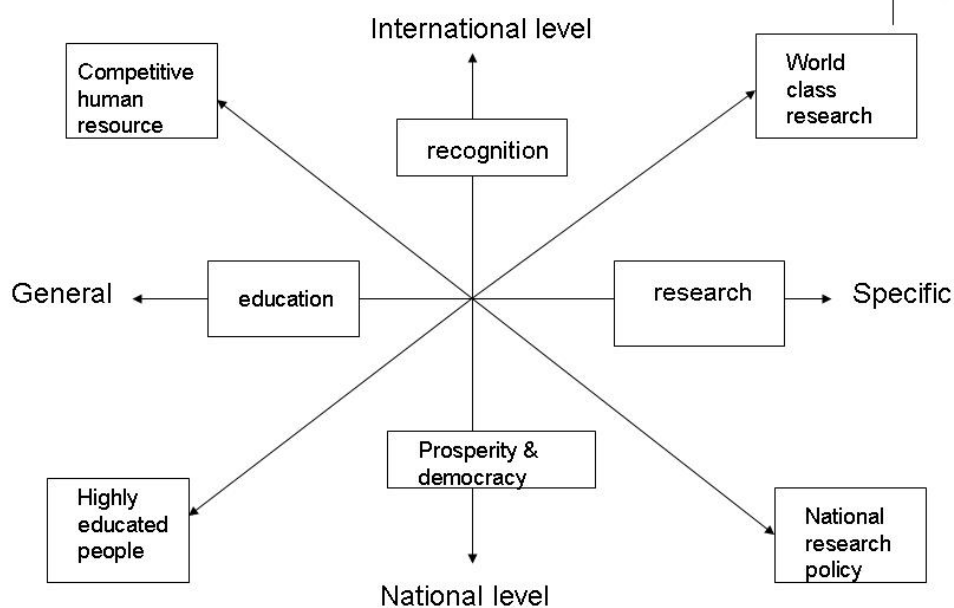 International level
Competitive
human
resource
World
class
research
recognition
General
education
research
Specific
Prosperity &
democracy
Highly
educated
people
National
research
policy
National level